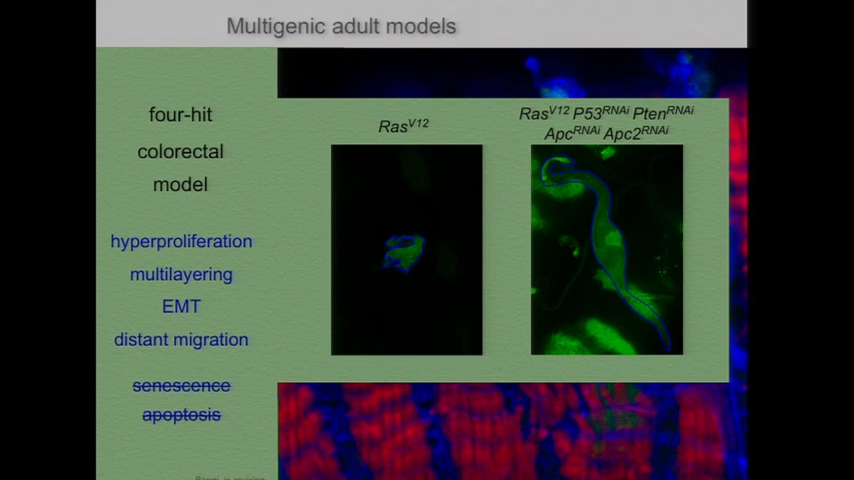 Multigenic adult models
four-hit
colorectal
model
hyperproliferation
multilayering
EMT
distant migration
senescence
apoptosis
RasV12
RasV12 P53RNAi PtenRNAi
ApcRNAi Apc2RNAi